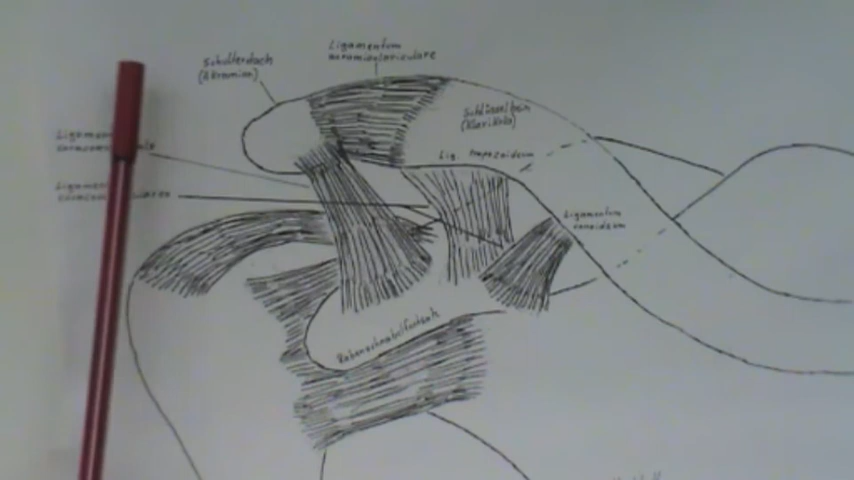 Schulterdach
(Akromion)
Ligamentum
acromioclaviculare
Schlüsselbein
(Klavikula)
Lig. trapezoideum
Ligamentum
conoideum
Rabenschnabelfortsatz